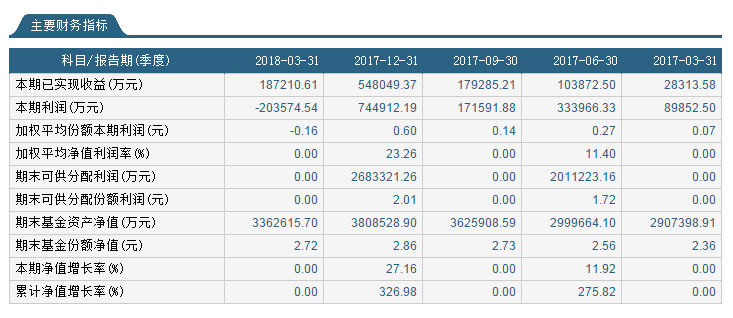 主要财务指标
科目/报告期(季度) 2018-03-31 2017-12-31 2017-09-30 2017-06-30 2017-03-31
本期已实现收益(万元) 187210.61 548049.37 179285.21 103872.50 28313.58
本期利润(万元) -203574.54 744912.19 171591.88 333966.33 89852.50
加权平均份额本期利润(元) -0.16 0.60 0.14 0.27 0.07
加权平均净值利润率(%) 0.00 23.26 0.00 11.40 0.00
期末可供分配利润(万元) 0.00 2683321.26 0.00 2011223.16 0.00
期末可供分配份额利润(元) 0.00 2.01 0.00 1.72 0.00
期末基金资产净值(万元) 3362615.70 3808528.90 3625908.59 2999664.10 2907398.91
期末基金份额净值(元) 2.72 2.86 2.73 2.56 2.36
本期净值增长率(%) 0.00 27.16 0.00 11.92 0.00
累计净值增长率(%) 0.00 326.98 0.00 275.82 0.00